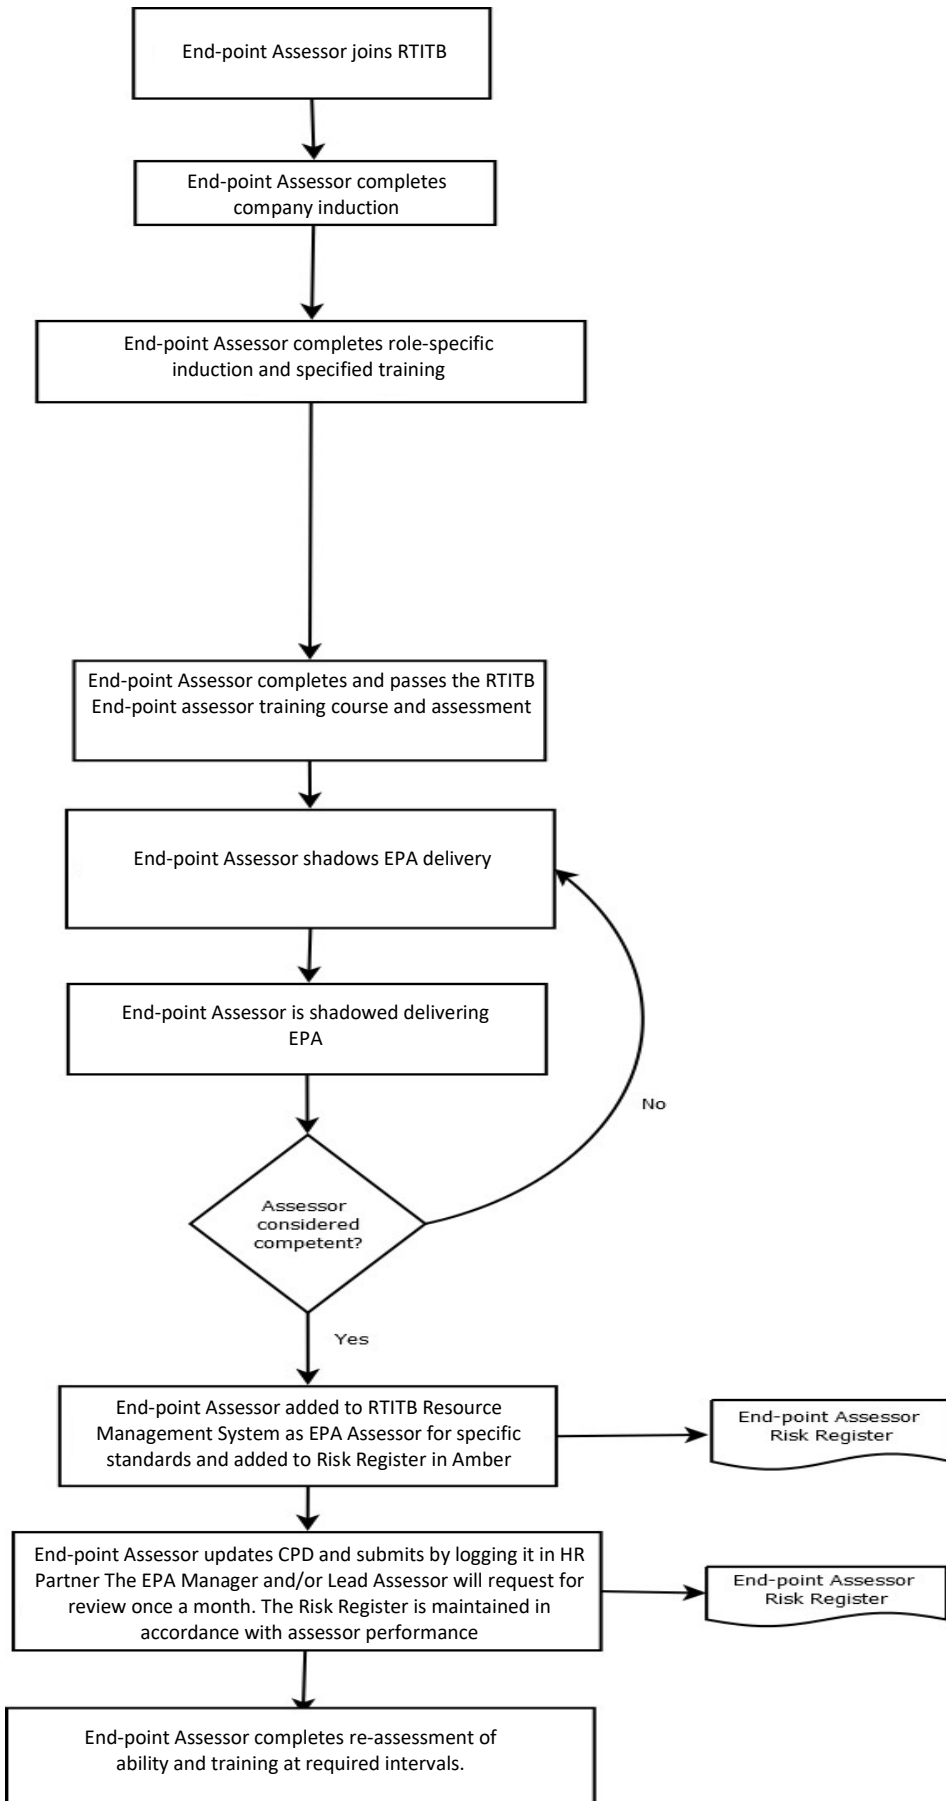 End-point Assessor joins RTITB
End-point Assessor completes
company induction
End-point Assessor completes role-specific
induction and specified training
End-point Assessor completes and passes the RTITB
End-point assessor training course and assessment
End-point Assessor shadows EPA delivery
End-point Assessor is shadowed delivering
EPA
No
Assessor
considered
competent?
Yes
End-point Assessor added to RTITB Resource
Management System as EPA Assessor for specific
standards and added to Risk Register in Amber
End-point Assessor
Risk Register
End-point Assessor updates CPD and submits by logging it in HR
Partner The EPA Manager and/or Lead Assessor will request for
review once a month. The Risk Register is maintained in
accordance with assessor performance
End-point Assessor
Risk Register
End-point Assessor completes re-assessment of
ability and training at required intervals.